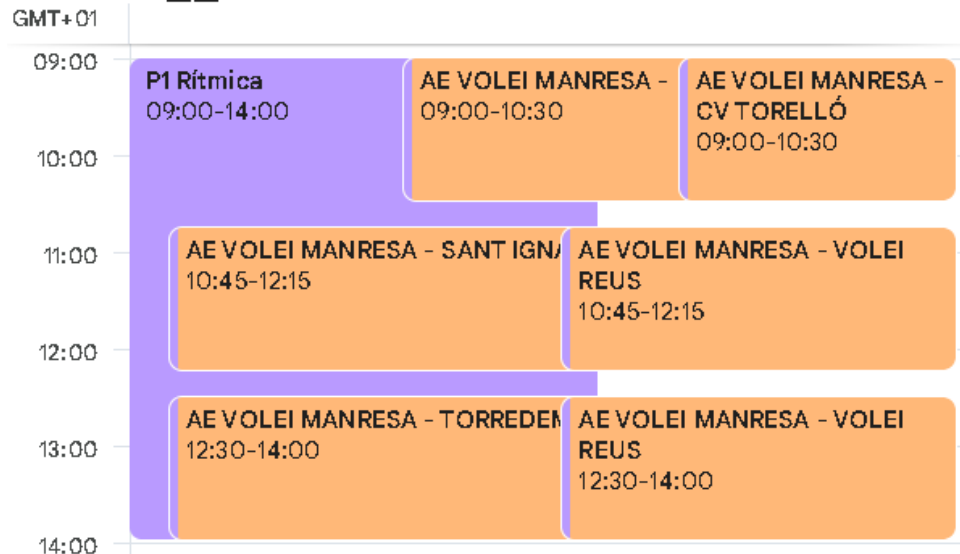 GMT+01
09:00
10:00
11:00
12:00
13:00
14:00
P1 Rítmica
09:00-14:00
AE VOLEI MANRESA -
09:00-10:30
AE VOLEI MANRESA -
CV TORELLÓ
09:00-10:30
AE VOLEI MANRESA - SANT IGNA
10:45-12:15
AE VOLEI MANRESA - VOLEI
REUS
10:45-12:15
AE VOLEI MANRESA - TORREDEM
12:30-14:00
AE VOLEI MANRESA - VOLEI
REUS
12:30-14:00